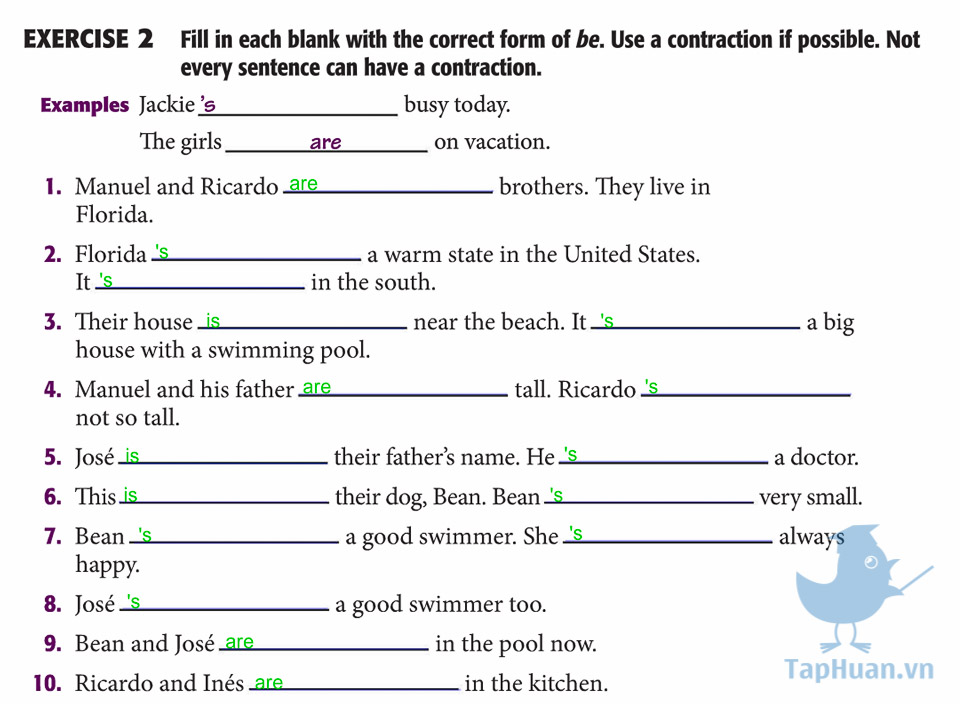 EXERCISE 2 Fill in each blank with the correct form of be. Use a contraction if possible. Not
every sentence can have a contraction.
Examples Jackie 's busy today.
The girls are on vacation.
1. Manuel and Ricardo are brothers. They live in
Florida.
2. Florida 's a warm state in the United States.
It 's in the south.
3. Their house is near the beach. It 's a big
house with a swimming pool.
4. Manuel and his father are tall. Ricardo 's
not so tall.
5. José is their father's name. He 's a doctor.
6. This is their dog, Bean. Bean 's very small.
7. Bean 's a good swimmer. She 's always
happy.
8. José 's a good swimmer too.
9. Bean and José are in the pool now.
10. Ricardo and Inés are in the kitchen.
TapHuan.vn